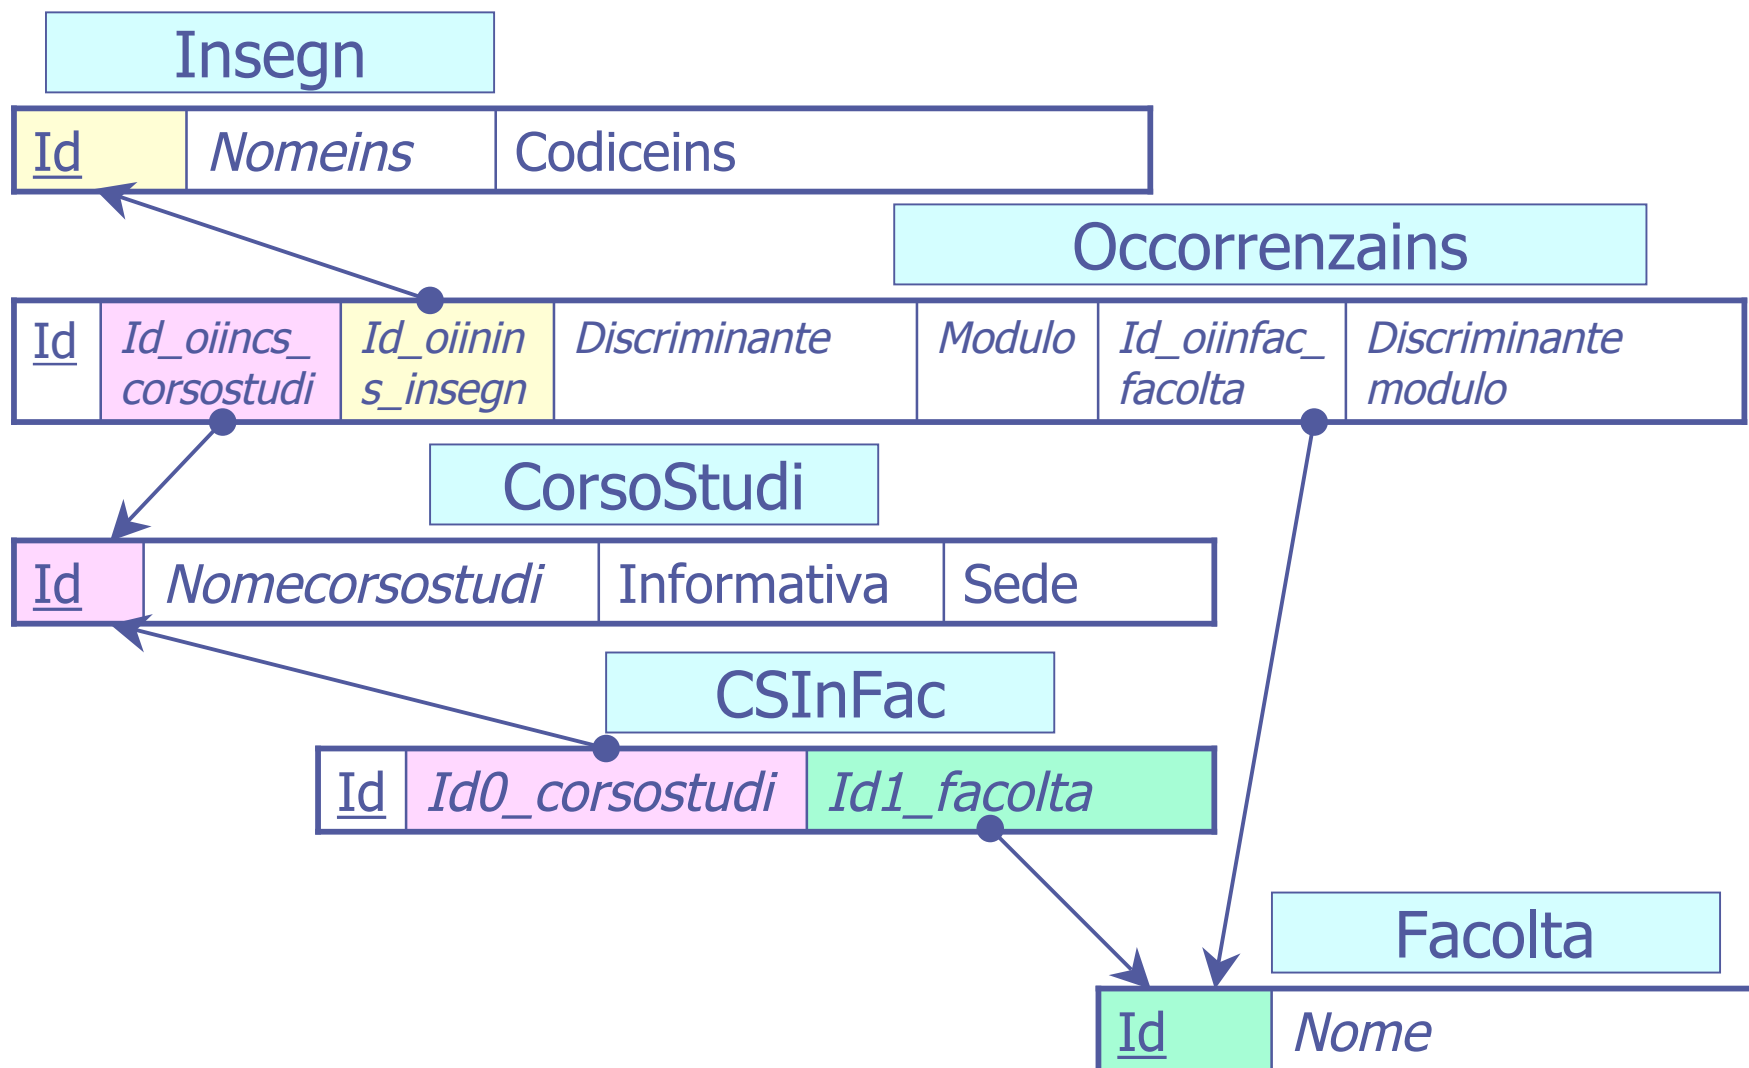 Insegn
Id Nomeins Codiceins
Occorrenzains
Id Id_oiincs_ Id_oiinin Discriminante Modulo Id_oiinfac_ Discriminante
corsostudi s_insegn facolta modulo
CorsoStudi
Id Nomecorsostudi Informativa Sede
CSInFac
Id Id0_corsostudi Id1_facolta
Facolta
Id Nome